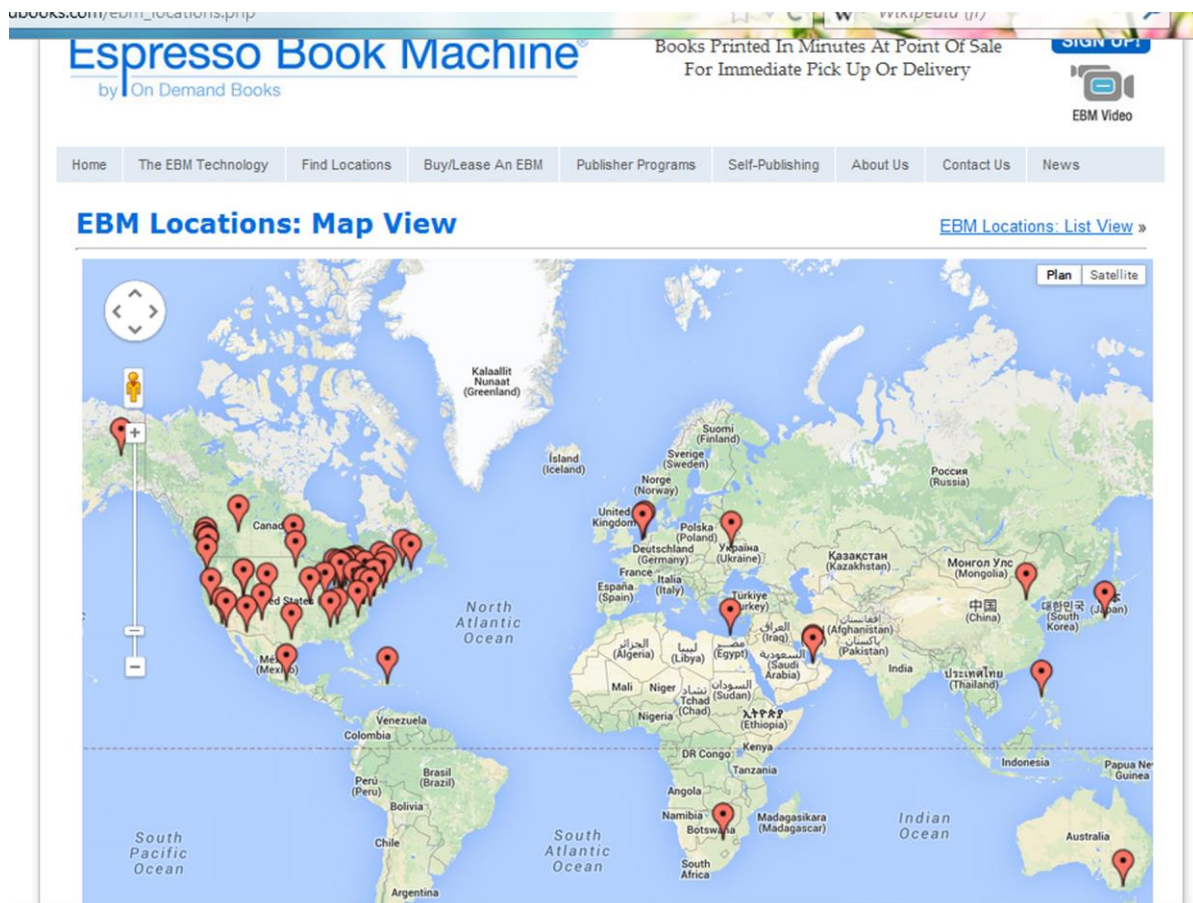 dbooks.com/ebm_locations.php
W
Wikipedia (fr)
Espresso Book Machine®
by On Demand Books
Books Printed In Minutes At Point Of Sale
For Immediate Pick Up Or Delivery
SIGN UP!
EBM Video
Home
The EBM Technology
Find Locations
Buy/Lease An EBM
Publisher Programs
Self-Publishing
About Us
Contact Us
News
EBM Locations: Map View
EBM Locations: List View »
Plan
Satellite
Kalaallit
Nunaat
(Greenland)
Ísland
(Iceland)
Suomi
(Finland)
Sverige
(Sweden)
Norge
(Norway)
Россия
(Russia)
United
Kingdom
Polska
(Poland)
Deutschland
(Germany)
Україна
(Ukraine)
France
Italia
(Italy)
España
(Spain)
Türkiye
Қазақстан
(Kazakhstan)
Монгол Улс
(Mongolia)
中国
(China)
대한민국
(South
Korea)
North
Atlantic
Ocean
الجزائر
(Algeria)
ليبيا
(Libya)
مصر
(Egypt)
العراق
(Iraq)
السعودية
(Saudi
Arabia)
افغانستان
(Afghanistan)
پاکستان
(Pakistan)
India
ประเทศไทย
(Thailand)
Mali
Niger
تشاد
Tchad
(Chad)
السودان
(Sudan)
Nigeria
ኢትዮጵያ
(Ethiopia)
Venezuela
Colombia
DR Congo
Kenya
Tanzania
Indonesia
Papua New
Guinea
Perú
(Peru)
Brasil
(Brazil)
Bolivia
Angola
Namibia
Madagasikara
(Madagascar)
Indian
Ocean
Australia
South
Pacific
Ocean
Chile
South
Atlantic
Ocean
South
Africa
Argentina